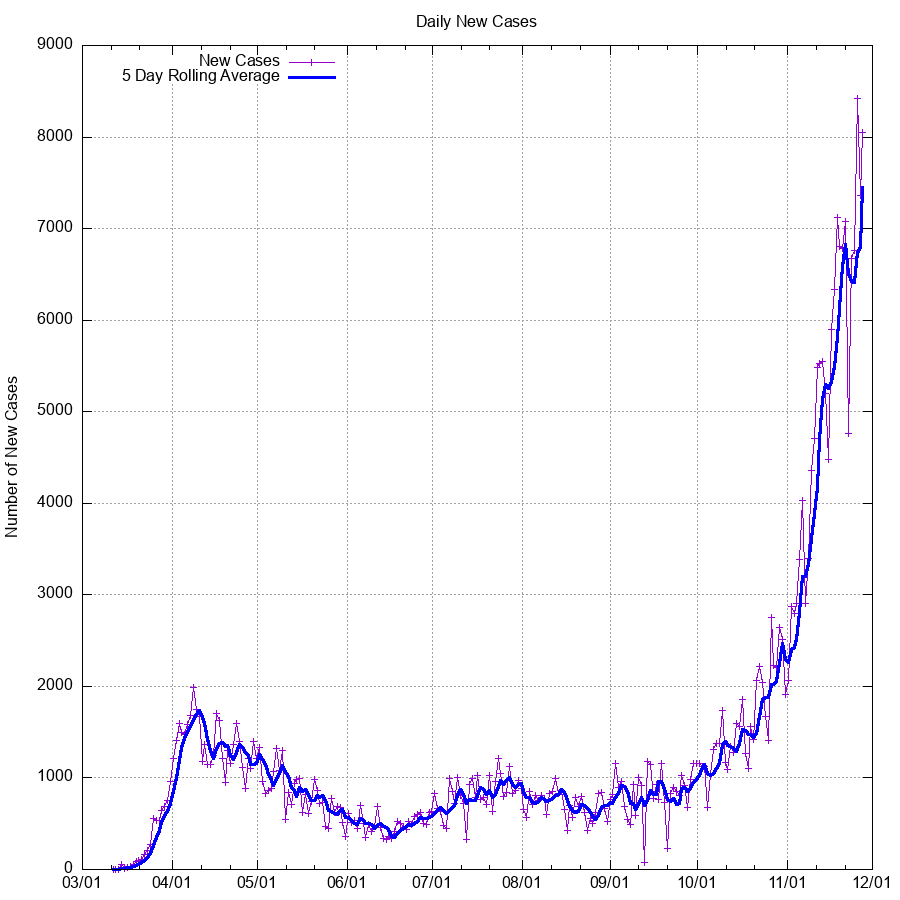 Daily New Cases
New Cases
5 Day Rolling Average
Number of New Cases
9000
8000
7000
6000
5000
4000
3000
2000
1000
0
03/01 04/01 05/01 06/01 07/01 08/01 09/01 10/01 11/01 12/01